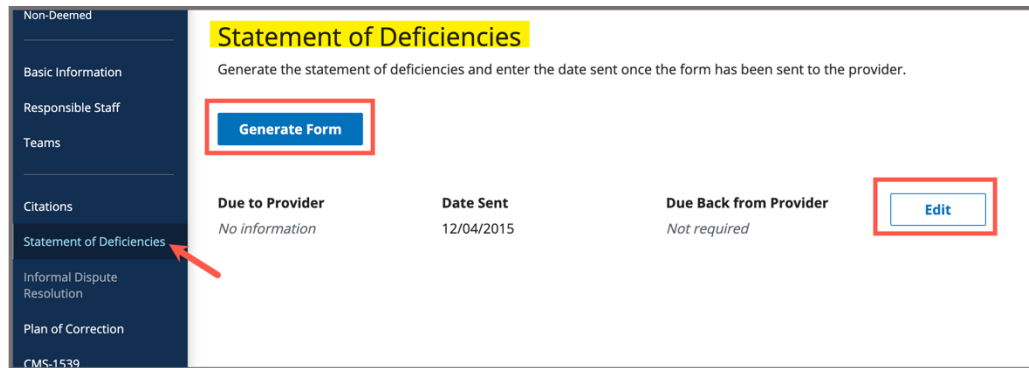 Non-Deemed
Basic Information
Responsible Staff
Teams
Citations
Statement of Deficiencies
Informal Dispute
Resolution
Plan of Correction
CMS-1539
Statement of Deficiencies
Generate the statement of deficiencies and enter the date sent once the form has been sent to the provider.
Generate Form
Due to Provider Date Sent Due Back from Provider
No information 12/04/2015 Not required
Edit